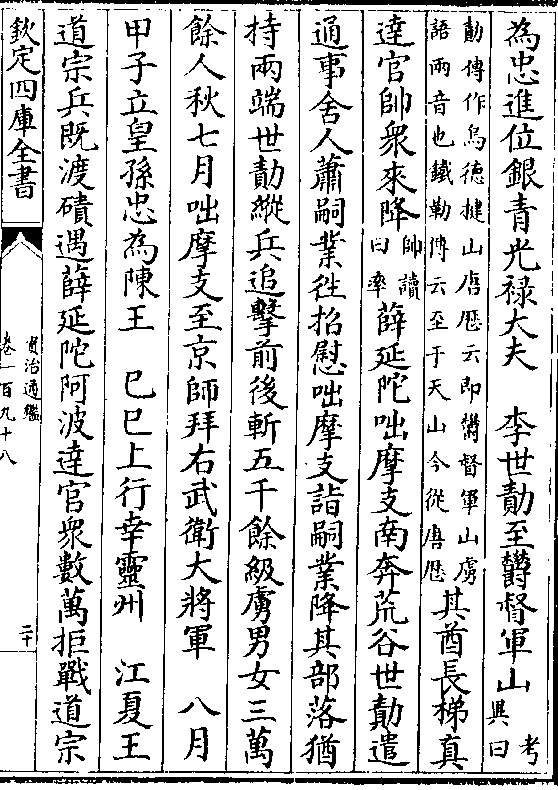 為忠進位銀青光祿大夫　李世勣至鬱督軍山考異曰
勣傳作烏德健山唐歷云即鬱督軍山虜語兩音也鐵勒傳云至于天山今從唐歷其酋長梯真
達官帥衆來降帥讀曰率薛延陀咄摩支南奔荒谷世勣遣
通事舍人蕭嗣業往招慰咄摩支詣嗣業降其部落猶
持兩端世勣縱兵追擊前後斬五千餘級虜男女三萬
餘人秋七月咄摩支至京師拜右武衛大將軍　八月
甲子立皇孫忠為陳王　己巳上行幸靈州　江夏王
道宗兵既渡磧遇薛延陀阿波達官衆數萬拒戰道宗
欽定四庫全書
資治通鑑
卷一百九十八
二十